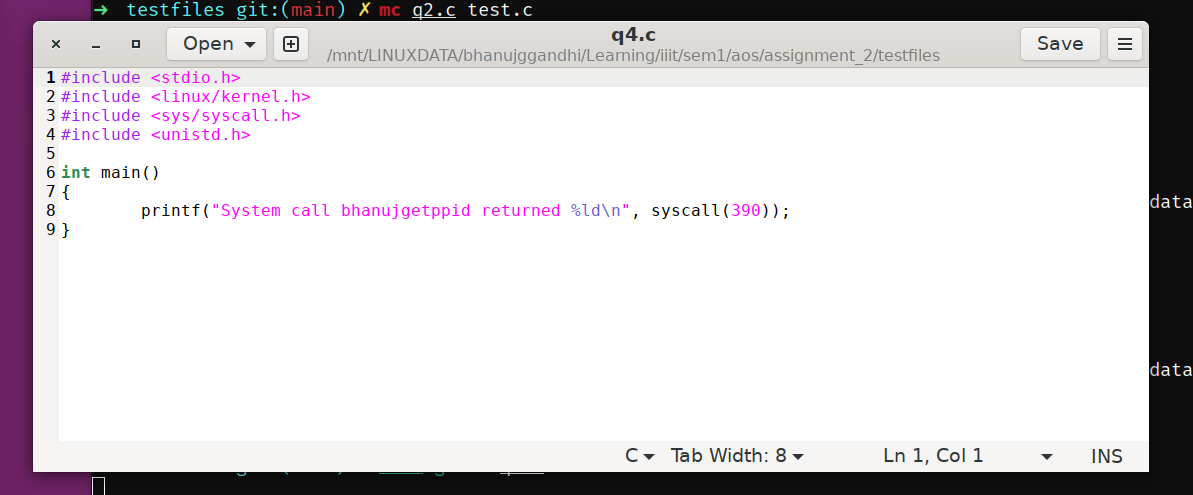 ➜ testfiles git:(main) ✗ mc q2.c test.c
Open
q4.c
/mnt/LINUXDATA/bhanujggandhi/Learning/iiit/sem1/aos/assignment_2/testfiles
Save
1 #include <stdio.h>
2 #include <linux/kernel.h>
3 #include <sys/syscall.h>
4 #include <unistd.h>
5
6 int main()
7 {
8 printf("System call bhanujgetppid returned %ld\n", syscall(390));
9 }
data
data
C Tab Width: 8 Ln 1, Col 1 INS